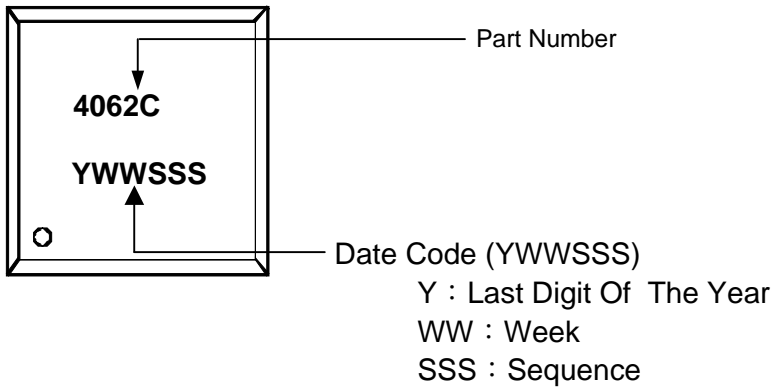 Part Number
4062C
YWWSSS
Date Code (YWWSSS)
Y：Last Digit Of The Year
WW：Week
SSS：Sequence